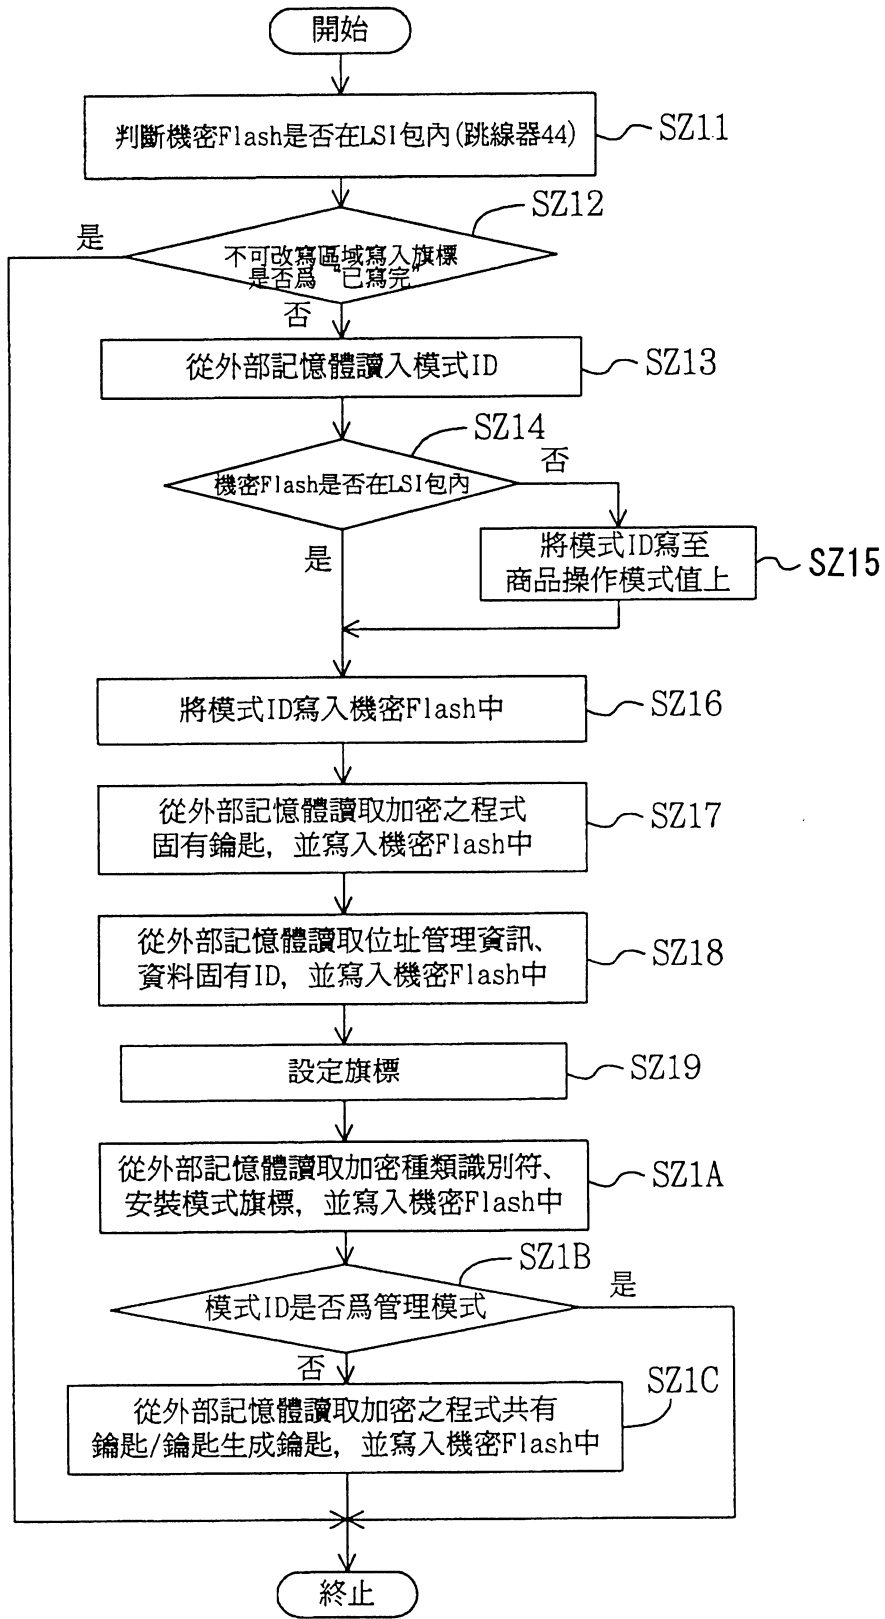 開始
判斷機密Flash是否在LSI包內(跳線器44)
SZ11
SZ12
是
不可改寫區域寫入旗標
是否爲"已寫完"
否
從外部記憶體讀入模式ID
SZ13
SZ14
否
機密Flash是否在LSI包內
是
將模式ID寫至
商品操作模式值上
SZ15
將模式ID寫入機密Flash中
SZ16
從外部記憶體讀取加密之程式
固有鑰匙，並寫入機密Flash中
SZ17
從外部記憶體讀取位址管理資訊、
資料固有ID，並寫入機密Flash中
SZ18
設定旗標
SZ19
從外部記憶體讀取加密種類識別符、
安裝模式旗標，並寫入機密Flash中
SZ1A
SZ1B
是
模式ID是否爲管理模式
否
SZ1C
從外部記憶體讀取加密之程式共有
鑰匙/鑰匙生成鑰匙，並寫入機密Flash中
終止